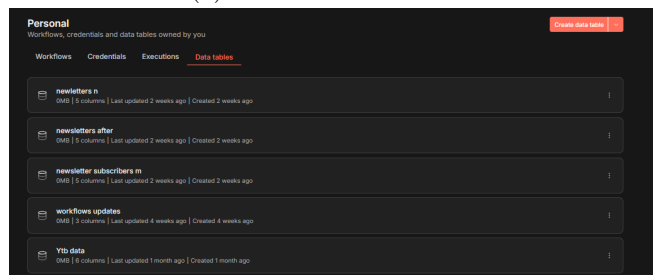 Personal
Workflows, credentials and data tables owned by you
Create data table
Workflows Credentials Executions Data tables
newletters n
0MB | 5 columns | Last updated 2 weeks ago | Created 2 weeks ago
newsletters after
0MB | 5 columns | Last updated 2 weeks ago | Created 2 weeks ago
newsletter subscribers m
0MB | 5 columns | Last updated 2 weeks ago | Created 2 weeks ago
workflows updates
0MB | 3 columns | Last updated 4 weeks ago | Created 4 weeks ago
Ytb data
0MB | 6 columns | Last updated 1 month ago | Created 1 month ago